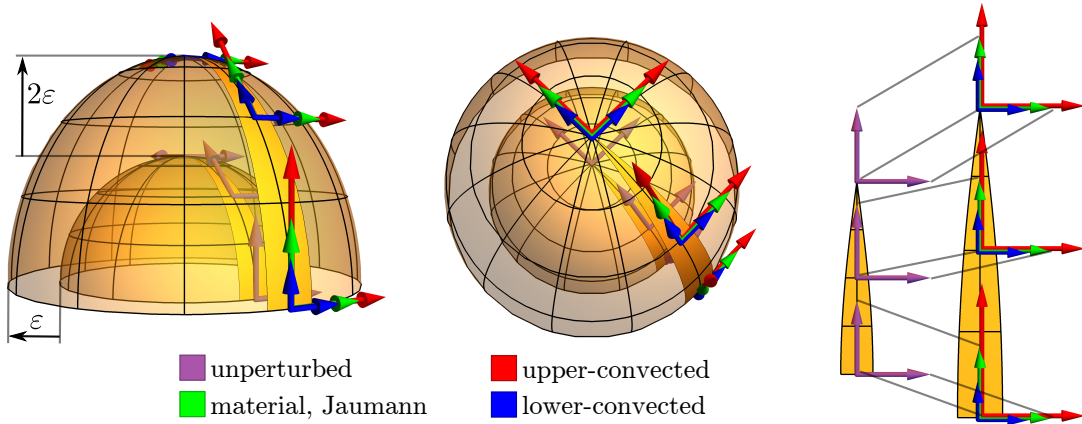 2ε
ε
unperturbed
upper-convected
material, Jaumann
lower-convected